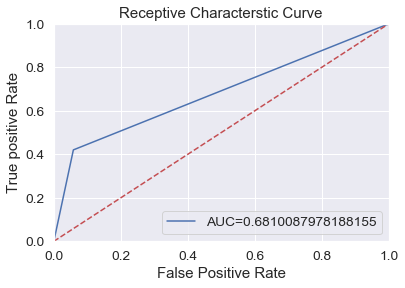 Receptive Characterstic Curve
1.0
0.8
0.6
0.4
0.2
0.0
True positive Rate
AUC=0.6810087978188155
0.0 0.2 0.4 0.6 0.8 1.0
False Positive Rate